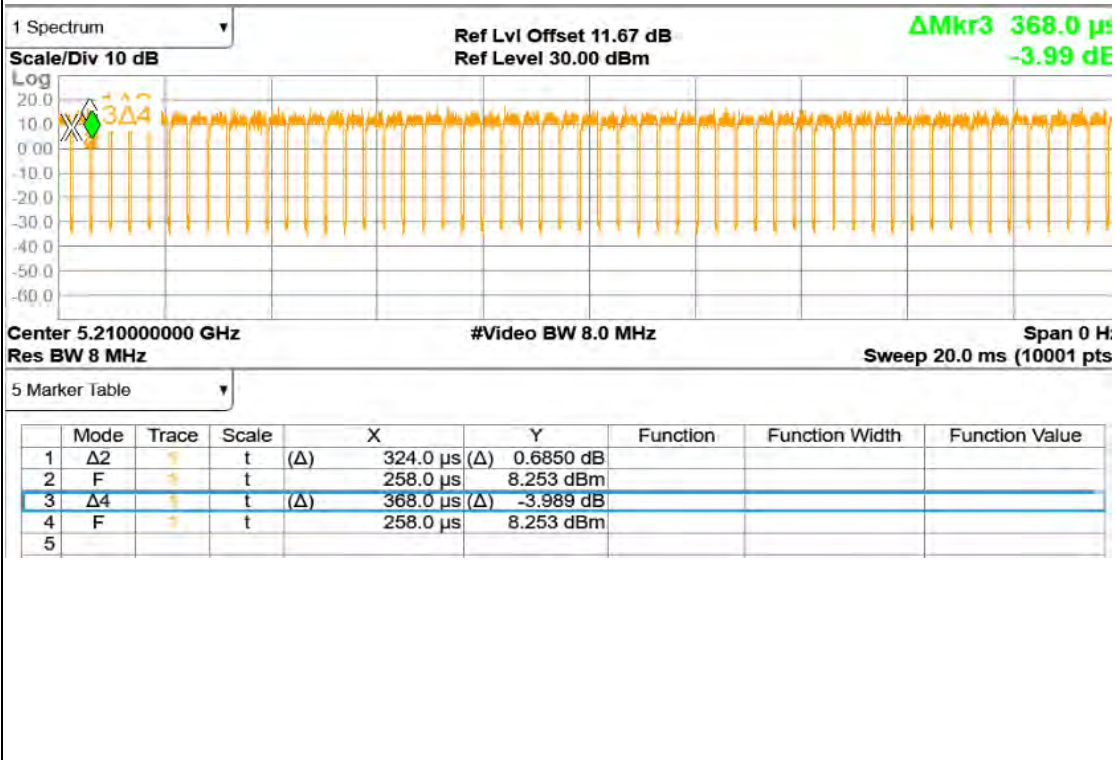 1 Spectrum
Ref Lvl Offset 11.67 dB
ΔMkr3 368.0 µs
Scale/Div 10 dB
Ref Level 30.00 dBm
-3.99 dE
Log
20.0
3Δ4
10.0
0.00
-10.0
-20.0
-30.0
-40.0
-50.0
-60.0
Center 5.210000000 GHz
#Video BW 8.0 MHz
Span 0 Hz
Res BW 8 MHz
Sweep 20.0 ms (10001 pts
5 Marker Table
Mode Trace Scale X Y Function Function Width Function Value
1 Δ2 t (Δ) 324.0 µs (Δ) 0.6850 dB
2 F t 258.0 µs 8.253 dBm
3 Δ4 t (Δ) 368.0 µs (Δ) -3.989 dB
4 F t 258.0 µs 8.253 dBm
5